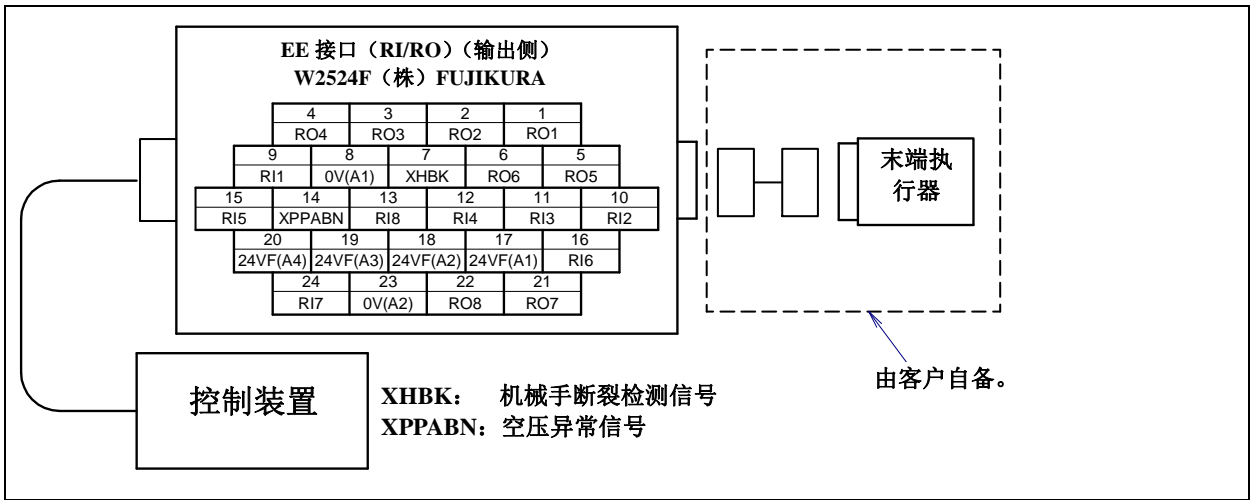 EE 接口（RI/RO）（输出侧）
W2524F（株）FUJIKURA
4 3 2 1
RO4 RO3 RO2 RO1
9 8 7 6 5
RI1 0V(A1) XHBK RO6 RO5
15 14 13 12 11 10
RI5 XPPABN RI8 RI4 RI3 RI2
20 19 18 17 16
24VF(A4) 24VF(A3) 24VF(A2) 24VF(A1) RI6
24 23 22 21
RI7 0V(A2) RO8 RO7
末端执
行器
由客户自备。
控制装置
XHBK： 机械手断裂检测信号
XPPABN：空压异常信号